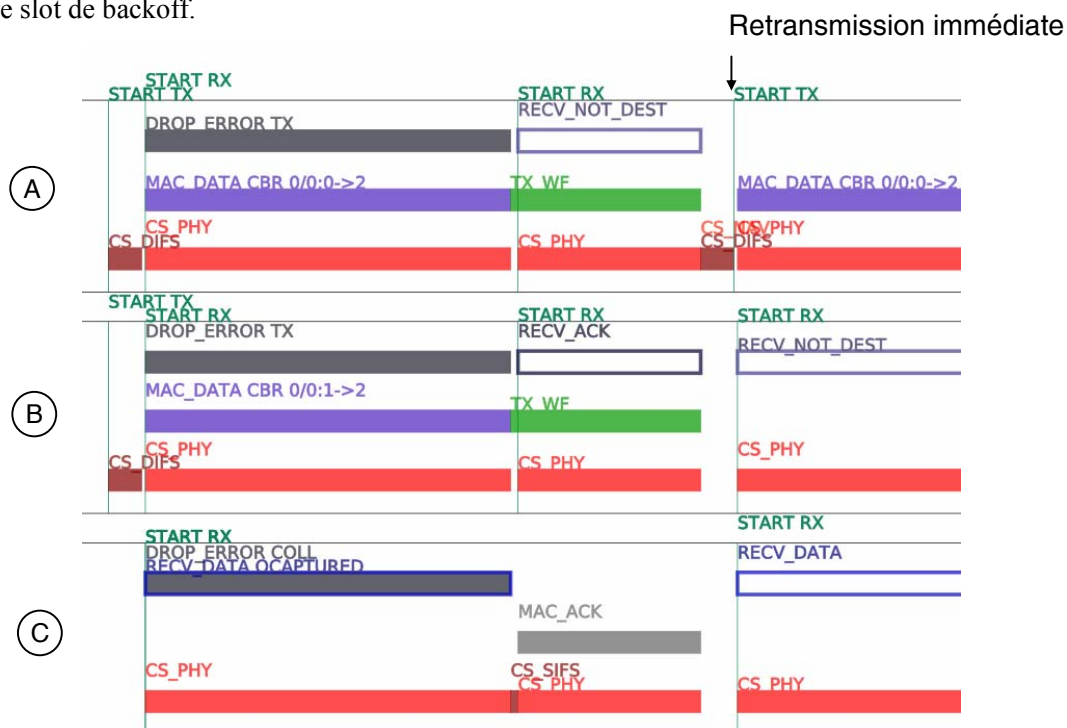 e slot de backoff.
Retransmission immédiate
START RX
START TX
START RX
START TX
DROP_ERROR TX
RECV_NOT_DEST
A
MAC_DATA CBR 0/0:0->2
TX_WF
MAC_DATA CBR 0/0:0->2
CS_PHY
CS_DIFS
CS_PHY
CS_NAV
CS_PHY
CS_DIFS
START TX
START RX
START RX
START RX
DROP_ERROR TX
RECV_ACK
RECV_NOT_DEST
B
MAC_DATA CBR 0/0:1->2
TX_WF
CS_PHY
CS_DIFS
CS_PHY
CS_PHY
START RX
START RX
DROP_ERROR COLL
RECV_DATA 0CAPTURED
RECV_DATA
C
MAC_ACK
CS_PHY
CS_SIFS
CS_PHY
CS_PHY